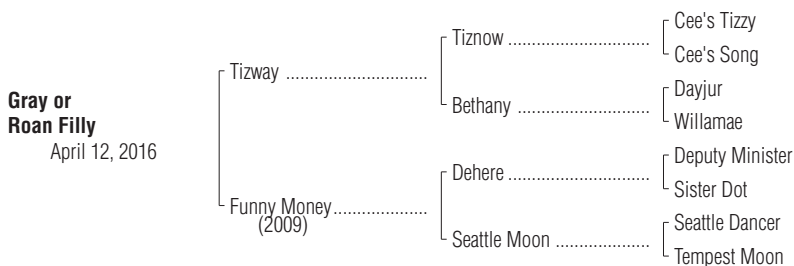 Gray or
Roan Filly
April 12, 2016
Tizway ..............................
Funny Money....................
(2009)
Tiznow ..............................
Bethany ............................
Dehere ..............................
Seattle Moon ....................
Cee's Tizzy
Cee's Song
Dayjur
Willamae
Deputy Minister
Sister Dot
Seattle Dancer
Tempest Moon